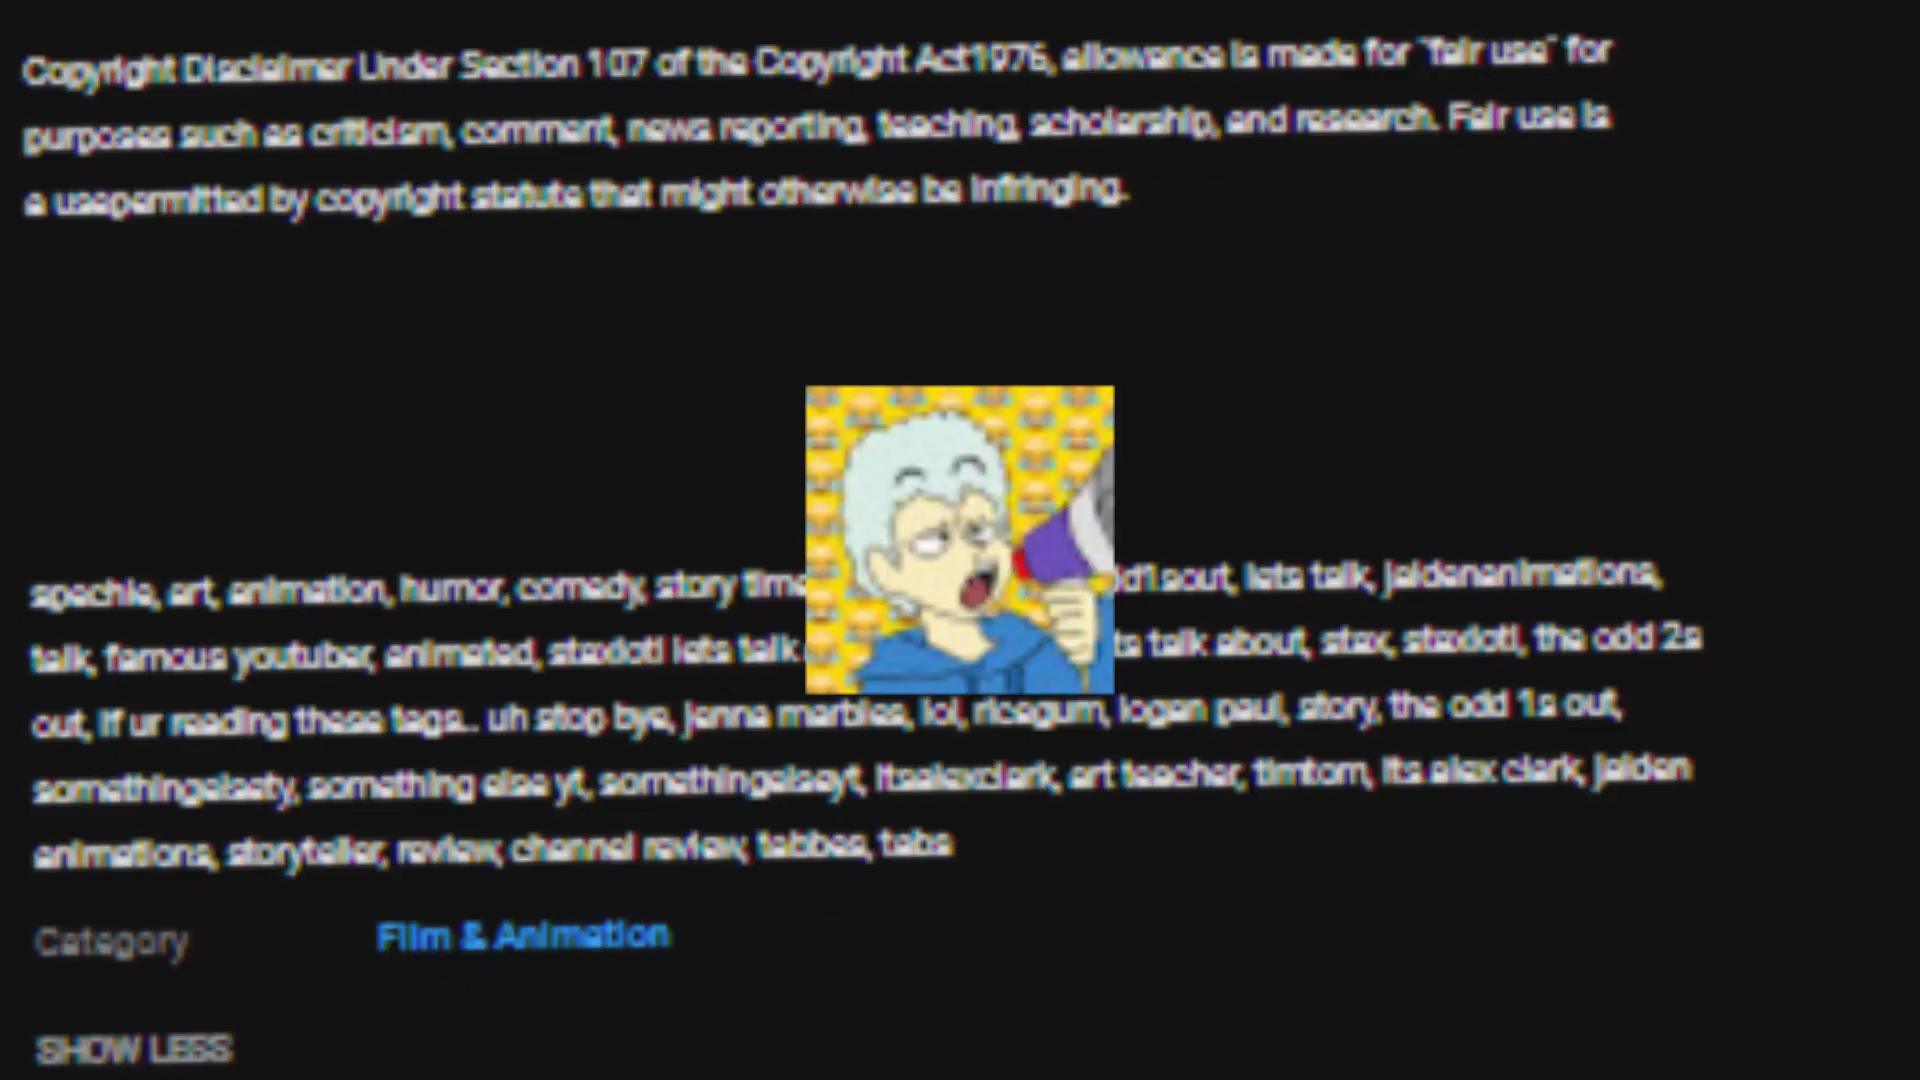 Copyright Disclaimer Under Section 107 of the Copyright Act1976, allowance is made for "fair use" for
purposes such as criticism, comment, news reporting, teaching, scholarship, and research. Fair use is
a usepermitted by copyright statute that might otherwise be infringing.
spechie, art, animation, humor, comedy, story time lets talk, jaidenanimations,
talk, famous youtuber, animated, staxlotl lets talk talk about, stax, staxlotl, the odd 2s
out, if ur reading these tags.. uh stop bye, jenna marbles, lol, ricegum, logan paul, story, the odd 1s out,
somethingelsety, something else yt, somethingelseyt, itsalexclark, art teacher, timtom, its alex clark, jaiden
animations, storyteller, review, channel review, tabbes, tabs
Category Film & Animation
SHOW LESS